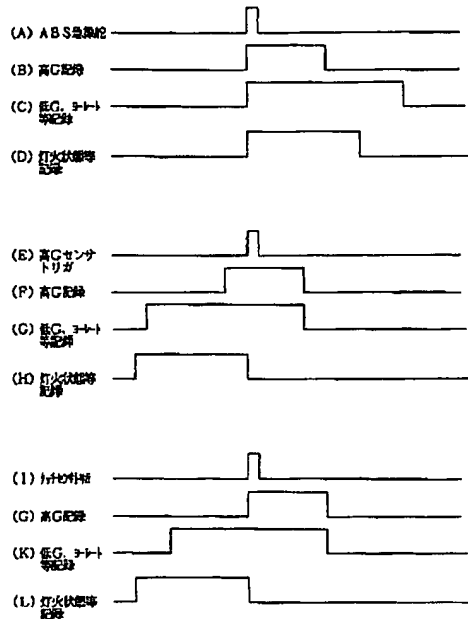 (A) ABS急操舵
(B) 高G記録
(C) 低G, ヨーレート
等記録
(D) 灯火状態等
記録
(E) 高Gセンサ
トリガ
(F) 高G記録
(G) 低G, ヨーレート
等記録
(H) 灯火状態等
記録
(I)
(G) 高G記録
(K) 低G, ヨーレート
等記録
(L) 灯火状態等
記録